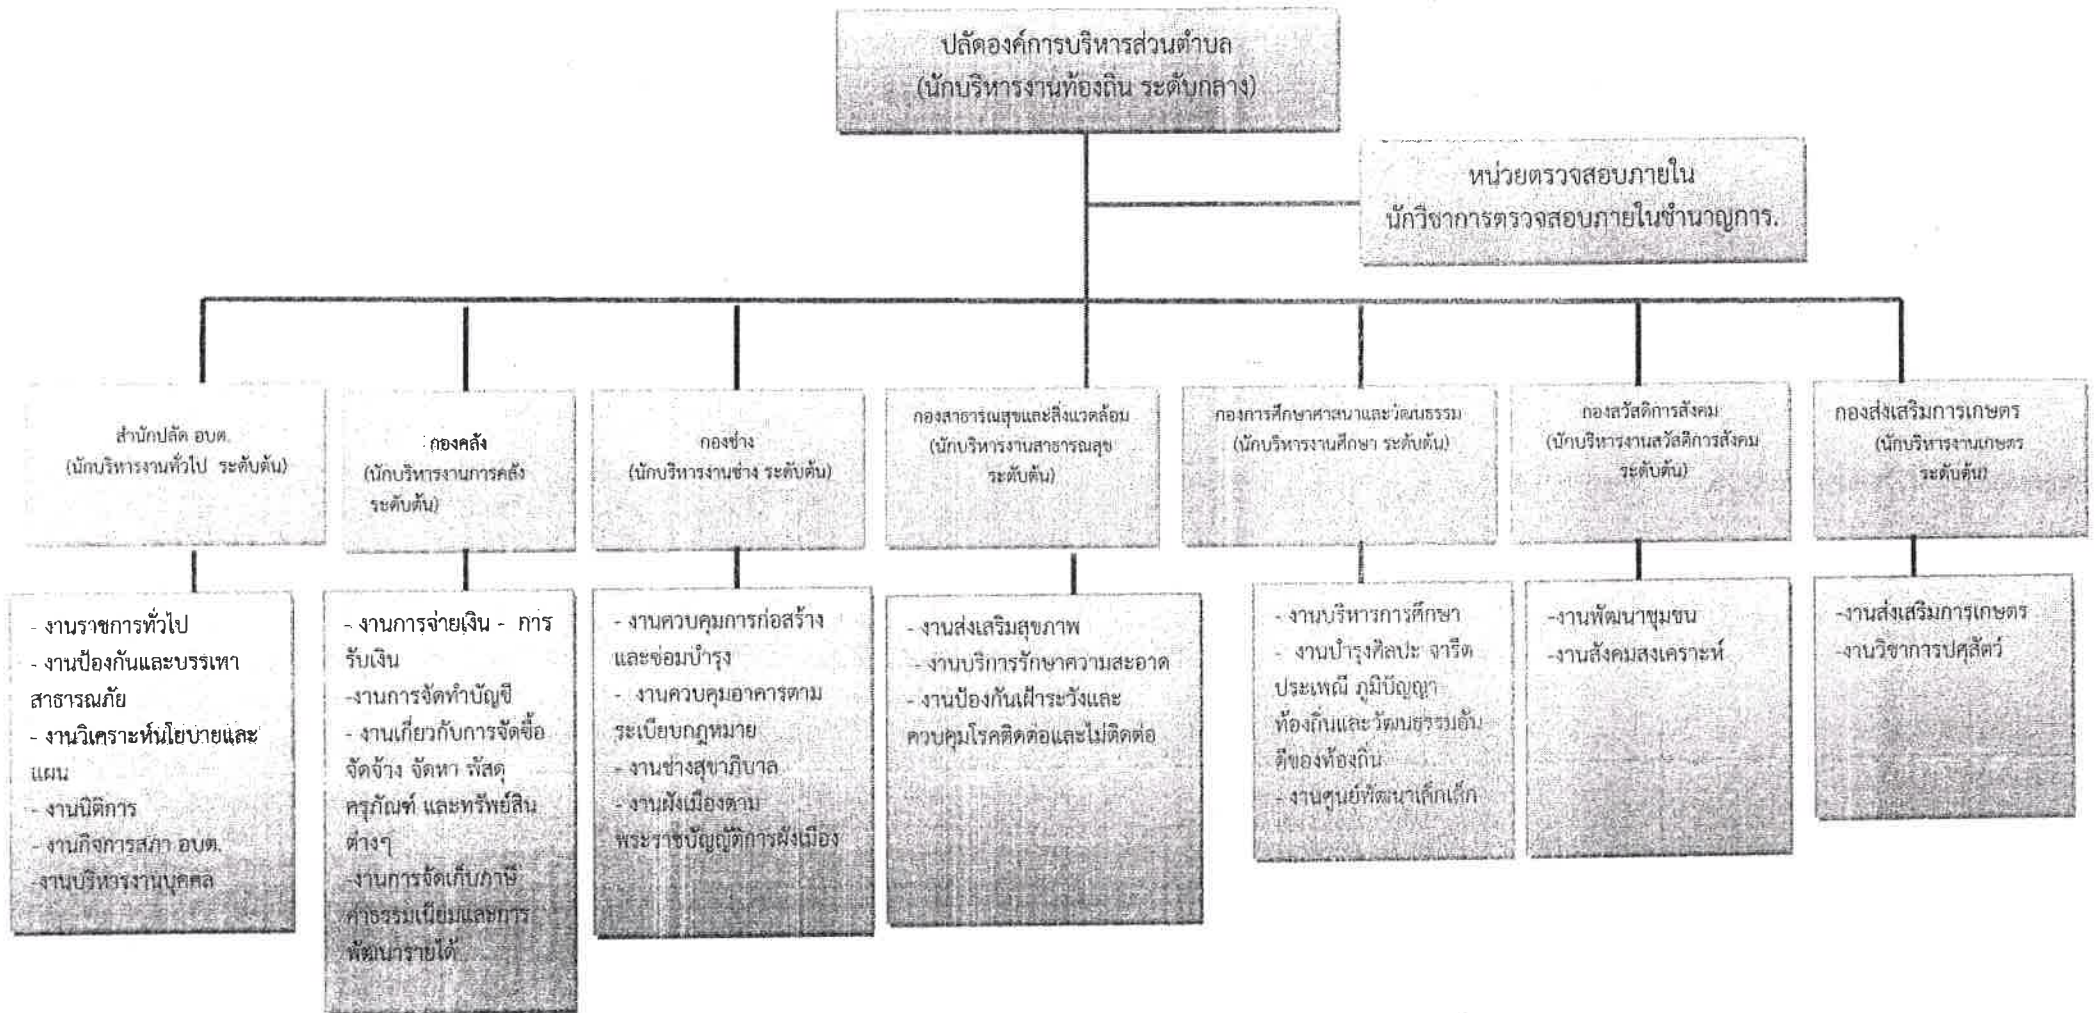 ปลัดองค์การบริหารส่วนตำบล
(นักบริหารงานท้องถิ่น ระดับกลาง)
หน่วยตรวจสอบภายใน
นักวิชาการตรวจสอบภายในชำนาญการ.
สำนักปลัด อบต.
(นักบริหารงานทั่วไป ระดับต้น)
กองคลัง
(นักบริหารงานการคลัง
ระดับต้น)
กองช่าง
(นักบริหารงานช่าง ระดับต้น)
กองสาธารณสุขและสิ่งแวดล้อม
(นักบริหารงานสาธารณสุข
ระดับต้น)
กองการศึกษาศาสนาและวัฒนธรรม
(นักบริหารงานศึกษา ระดับต้น)
กองสวัสดิการสังคม
(นักบริหารงานสวัสดิการสังคม
ระดับต้น)
กองส่งเสริมการเกษตร
(นักบริหารงานเกษตร
ระดับต้น)
- งานราชการทั่วไป
- งานป้องกันและบรรเทา
สาธารณภัย
- งานวิเคราะห์นโยบายและ
แผน
- งานนิติการ
- งานกิจการสภา อบต.
-งานบริหารงานบุคคล
- งานการจ่ายเงิน - การ
รับเงิน
-งานการจัดทำบัญชี
- งานเกี่ยวกับการจัดซื้อ
จัดจ้าง จัดหา พัสดุ
ครุภัณฑ์ และทรัพย์สิน
ต่างๆ
-งานการจัดเก็บภาษี
ค่าธรรมเนียมและการ
พัฒนารายได้
- งานควบคุมการก่อสร้าง
และซ่อมบำรุง
- งานควบคุมอาคารตาม
ระเบียบกฎหมาย
- งานช่างสุขาภิบาล
- งานผังเมืองตาม
พระราชบัญญัติการผังเมือง
- งานส่งเสริมสุขภาพ
- งานบริการรักษาความสะอาด
- งานป้องกันเฝ้าระวังและ
ควบคุมโรคติดต่อและไม่ติดต่อ
- งานบริหารการศึกษา
- งานบำรุงศิลปะ จารีต
ประเพณี ภูมิปัญญา
ท้องถิ่นและวัฒนธรรมอัน
ดีของท้องถิ่น
- งานศูนย์พัฒนาเด็กเล็ก
-งานพัฒนาชุมชน
-งานสังคมสงเคราะห์
-งานส่งเสริมการเกษตร
-งานวิชาการปศุสัตว์